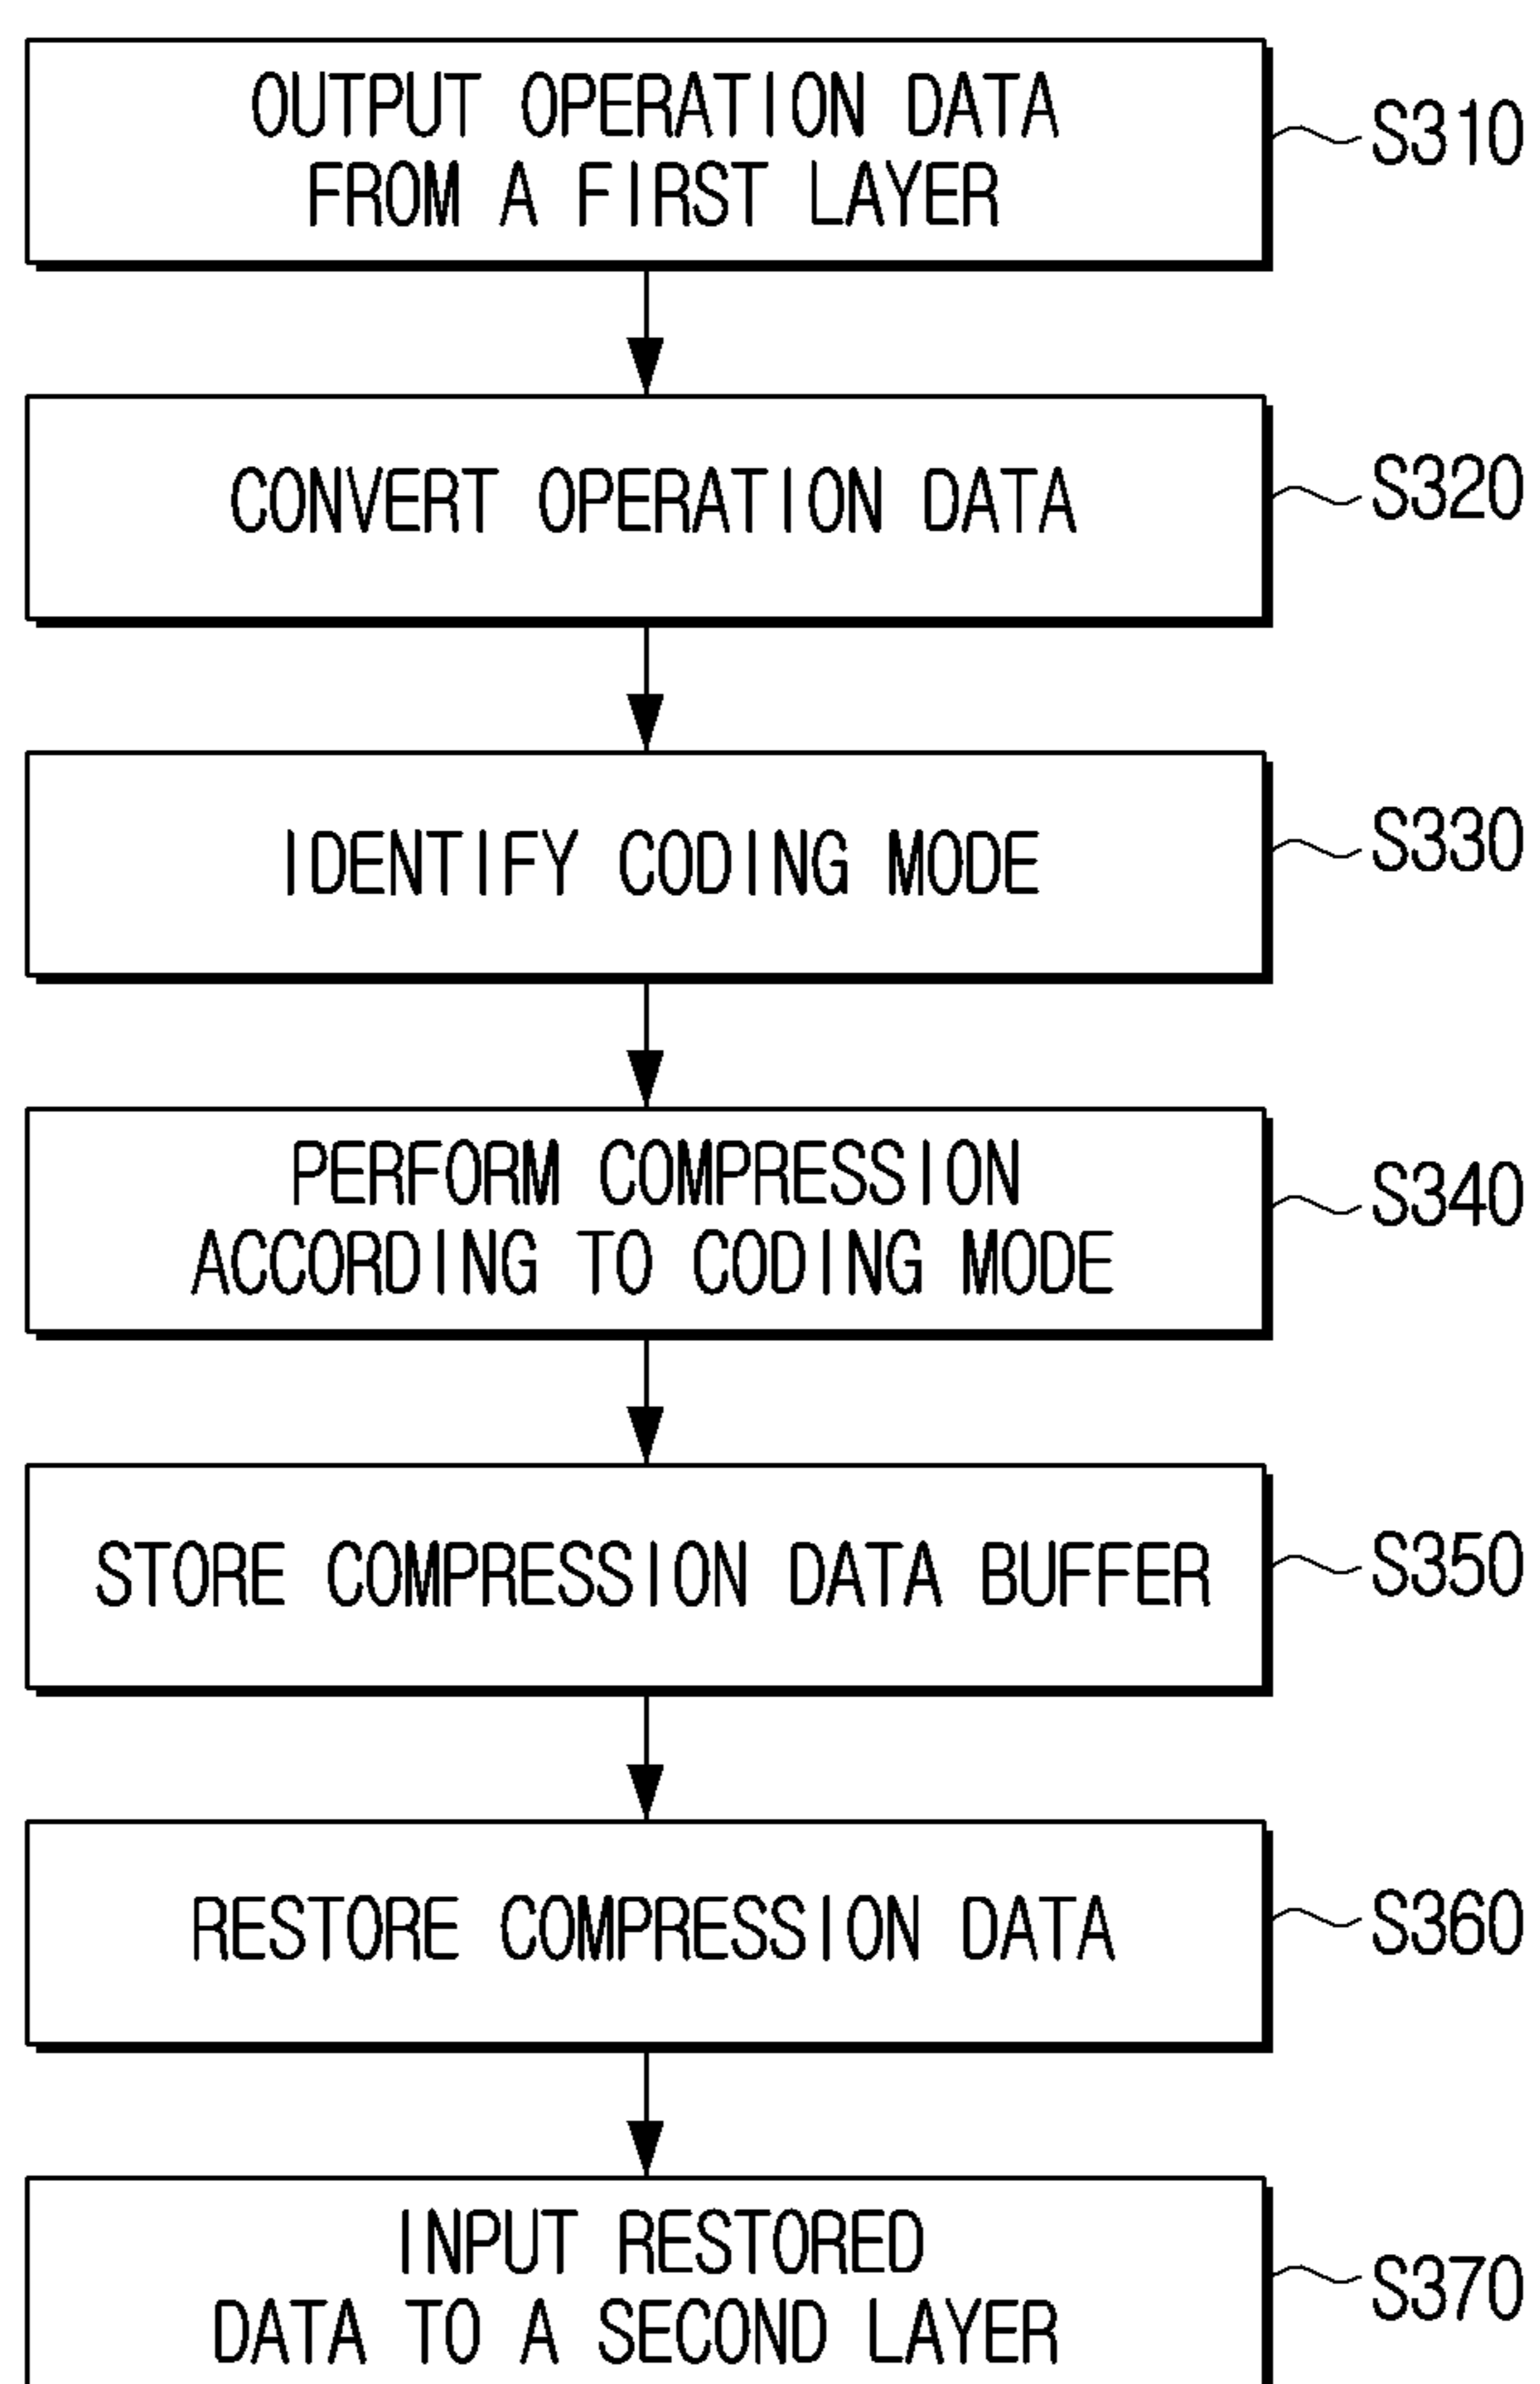 OUTPUT OPERATION DATA
FROM A FIRST LAYER
S310
CONVERT OPERATION DATA
S320
IDENTIFY CODING MODE
S330
PERFORM COMPRESSION
ACCORDING TO CODING MODE
S340
STORE COMPRESSION DATA BUFFER
S350
RESTORE COMPRESSION DATA
S360
INPUT RESTORED
DATA TO A SECOND LAYER
S370